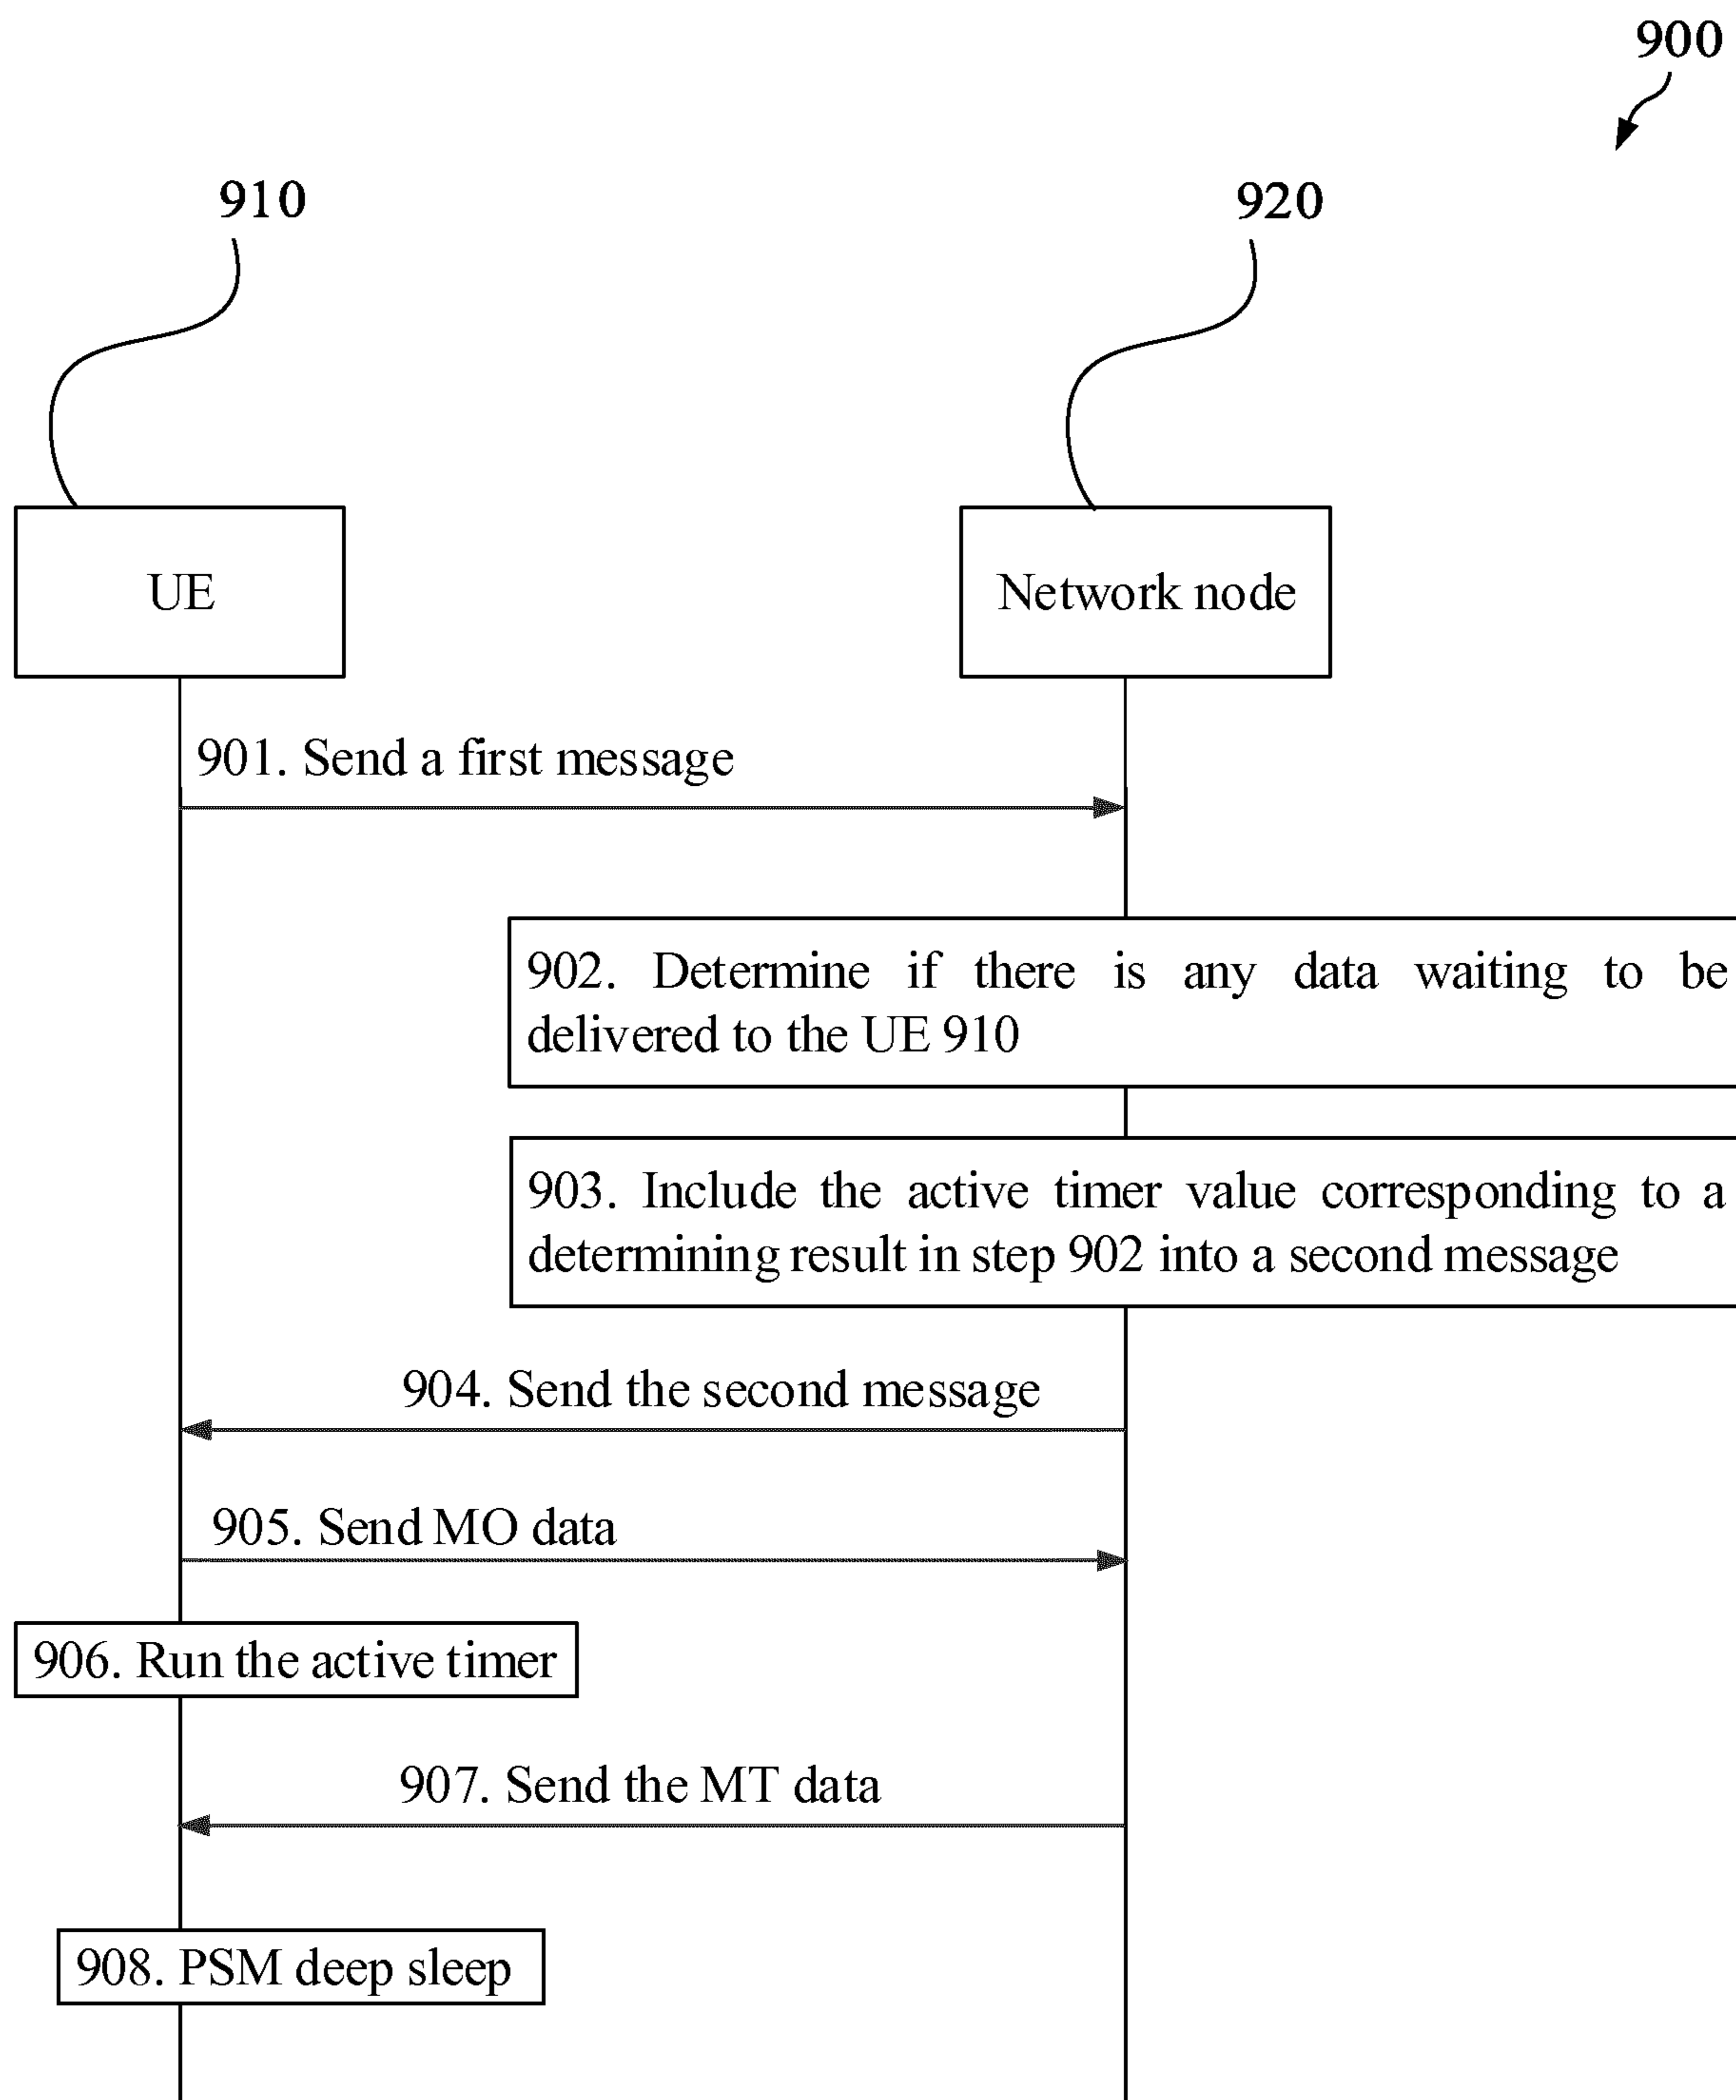 900
910
920
UE
Network node
901. Send a first message
902. Determine if there is any data waiting to be
delivered to the UE 910
903. Include the active timer value corresponding to a
determining result in step 902 into a second message
904. Send the second message
905. Send MO data
906. Run the active timer
907. Send the MT data
908. PSM deep sleep